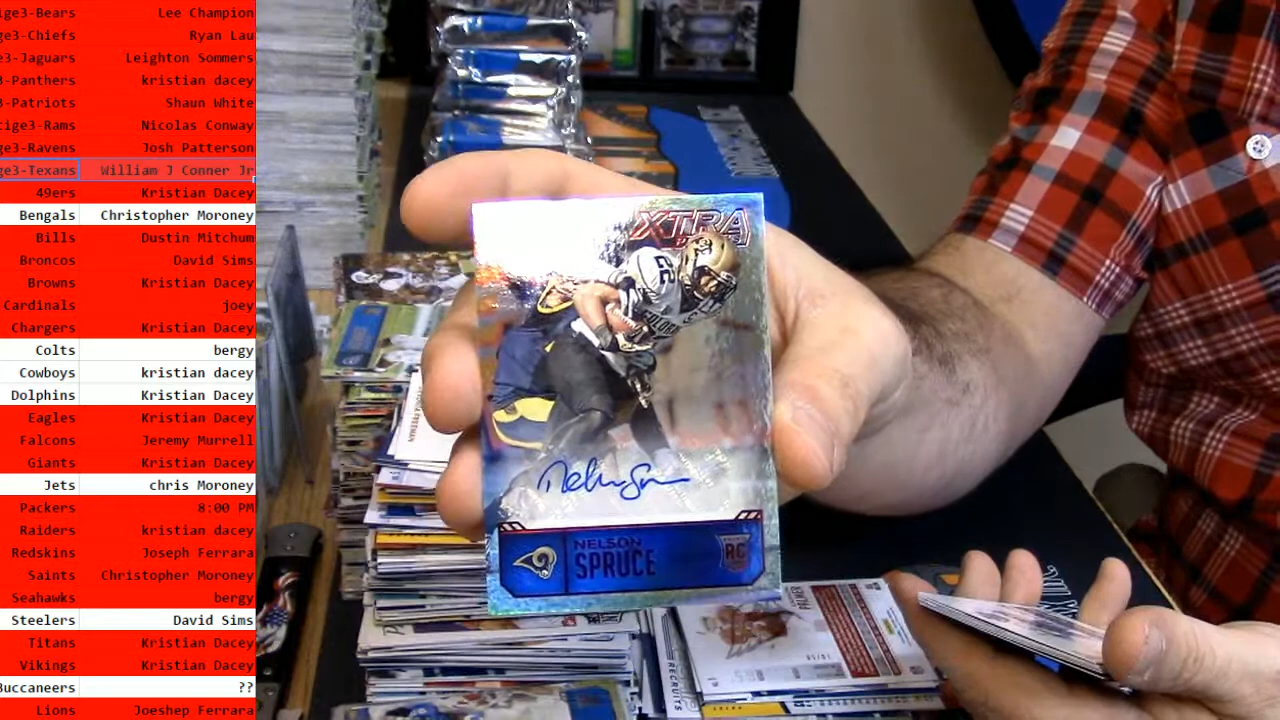 ige3-Bears Lee Champion
ge3-Chiefs Ryan Lau
e3-Jaguars Leighton Sommers
3-Panthers kristian dacey
3-Patriots Shaun White
tige3-Rams Nicolas Conway
ge3-Ravens Josh Patterson
ge3-Texans William J Conner Jr
49ers Kristian Dacey
Bengals Christopher Moroney
Bills Dustin Mitchum
Broncos David Sims
Browns Kristian Dacey
Cardinals joey
Chargers Kristian Dacey
Colts bergy
Cowboys kristian dacey
Dolphins Kristian Dacey
Eagles Kristian Dacey
Falcons Jeremy Murrell
Giants Kristian Dacey
Jets chris Moroney
Packers 8:00 PM
Raiders kristian dacey
Redskins Joseph Ferrara
Saints Christopher Moroney
Seahawks bergy
Steelers David Sims
Titans Kristian Dacey
Vikings Kristian Dacey
Buccaneers ??
Lions Joeshep Ferrara
XTRA
22
NELSON
SPRUCE
RC
RECRUITS